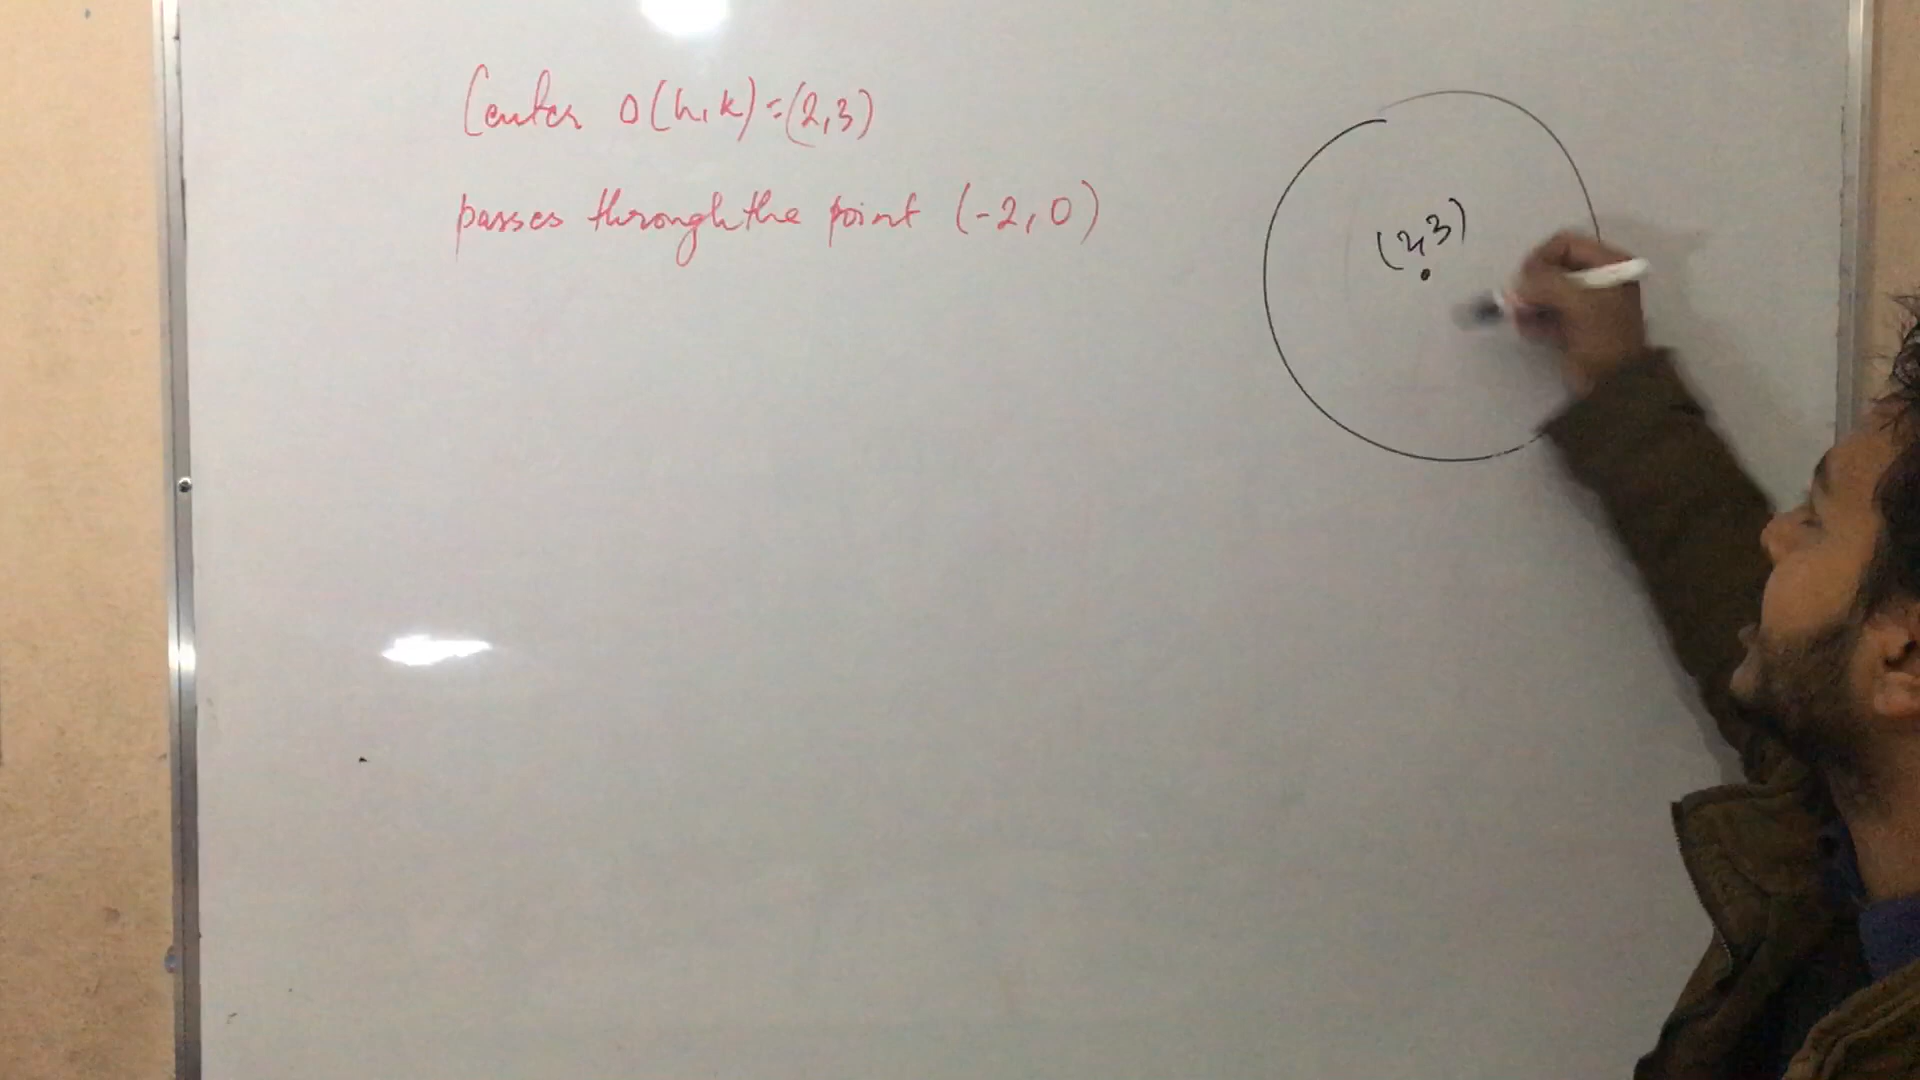 Center O(h,k)=(2,3)
passes through the point (-2,0)
(2,3)